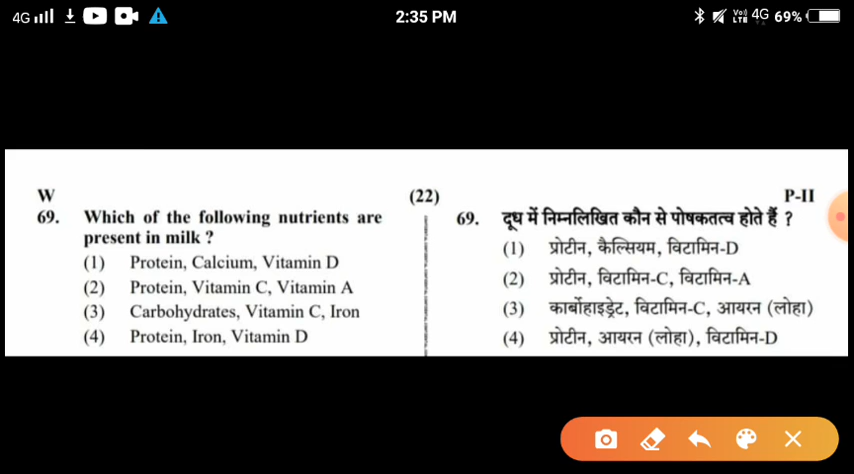 4G
2:35 PM
Vo)) LTE 4G 69%
W
(22)
P-II
69. Which of the following nutrients are
present in milk ?
(1) Protein, Calcium, Vitamin D
(2) Protein, Vitamin C, Vitamin A
(3) Carbohydrates, Vitamin C, Iron
(4) Protein, Iron, Vitamin D
69. दूध में निम्नलिखित कौन से पोषकतत्व होते हैं ?
(1) प्रोटीन, कैल्सियम, विटामिन-D
(2) प्रोटीन, विटामिन-C, विटामिन-A
(3) कार्बोहाइड्रेट, विटामिन-C, आयरन (लोहा)
(4) प्रोटीन, आयरन (लोहा), विटामिन-D